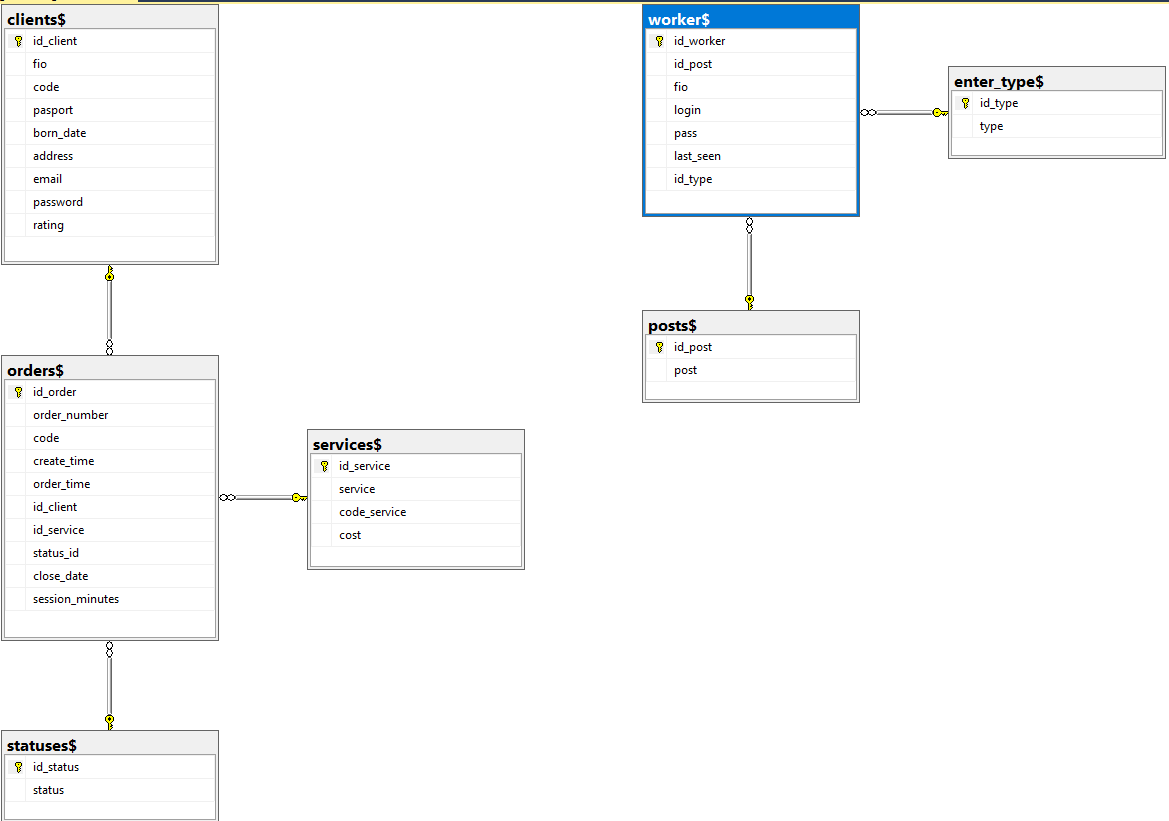 clients$
id_client
fio
code
pasport
born_date
address
email
password
rating
orders$
id_order
order_number
code
create_time
order_time
id_client
id_service
status_id
close_date
session_minutes
statuses$
id_status
status
services$
id_service
service
code_service
cost
worker$
id_worker
id_post
fio
login
pass
last_seen
id_type
posts$
id_post
post
enter_type$
id_type
type